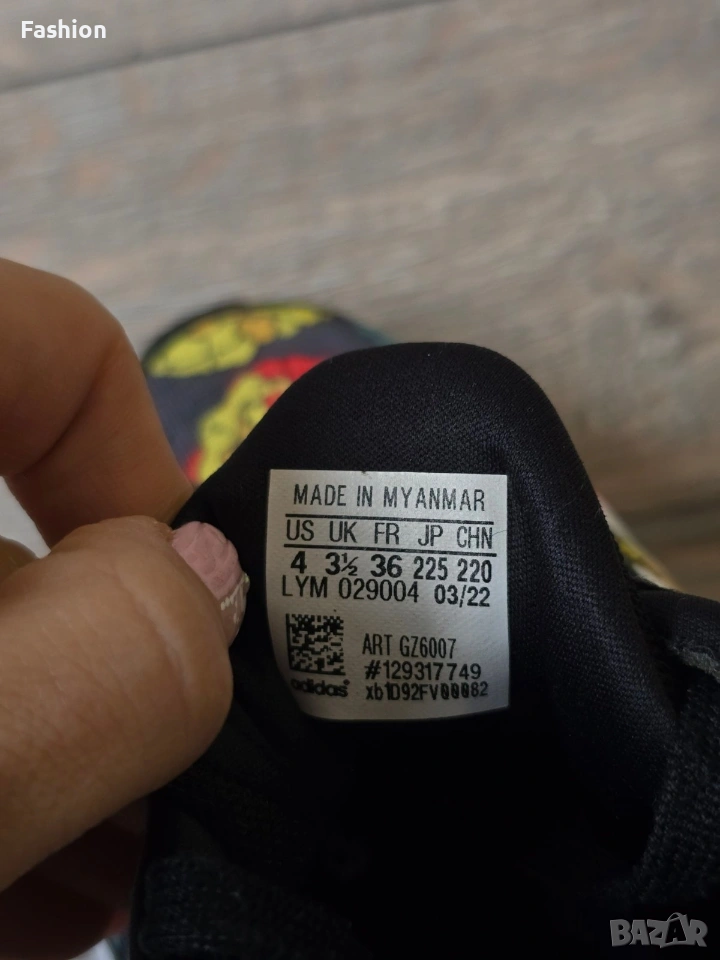 Fashion
MADE IN MYANMAR
US UK FR JP CHN
4 3½ 36 225 220
LYM 029004 03/22
ART GZ6007
#129317749
adidas xb1D92FV00082
BAZAR